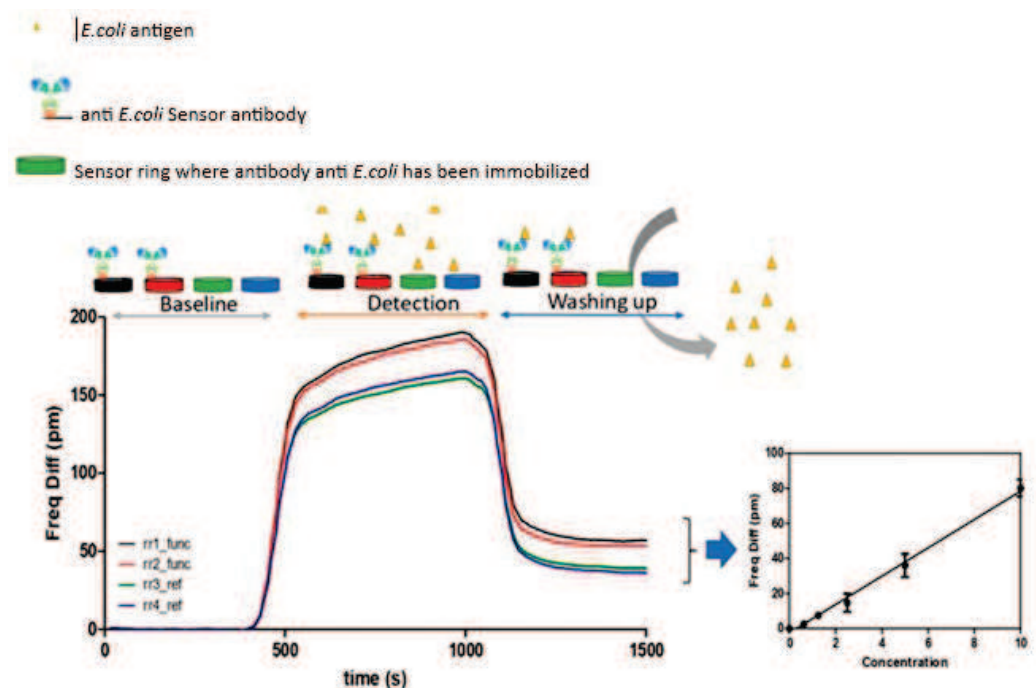 E.coli antigen
anti E.coli Sensor antibody
Sensor ring where antibody anti E.coli has been immobilized
Baseline
Detection
Washing up
200
150
100
50
0
Freq Diff (pm)
rr1_func
rr2_func
rr3_ref
rr4_ref
0
500
1000
1500
time (s)
100
80
60
40
20
0
Freq Diff (pm)
0
2
4
6
8
10
Concentration